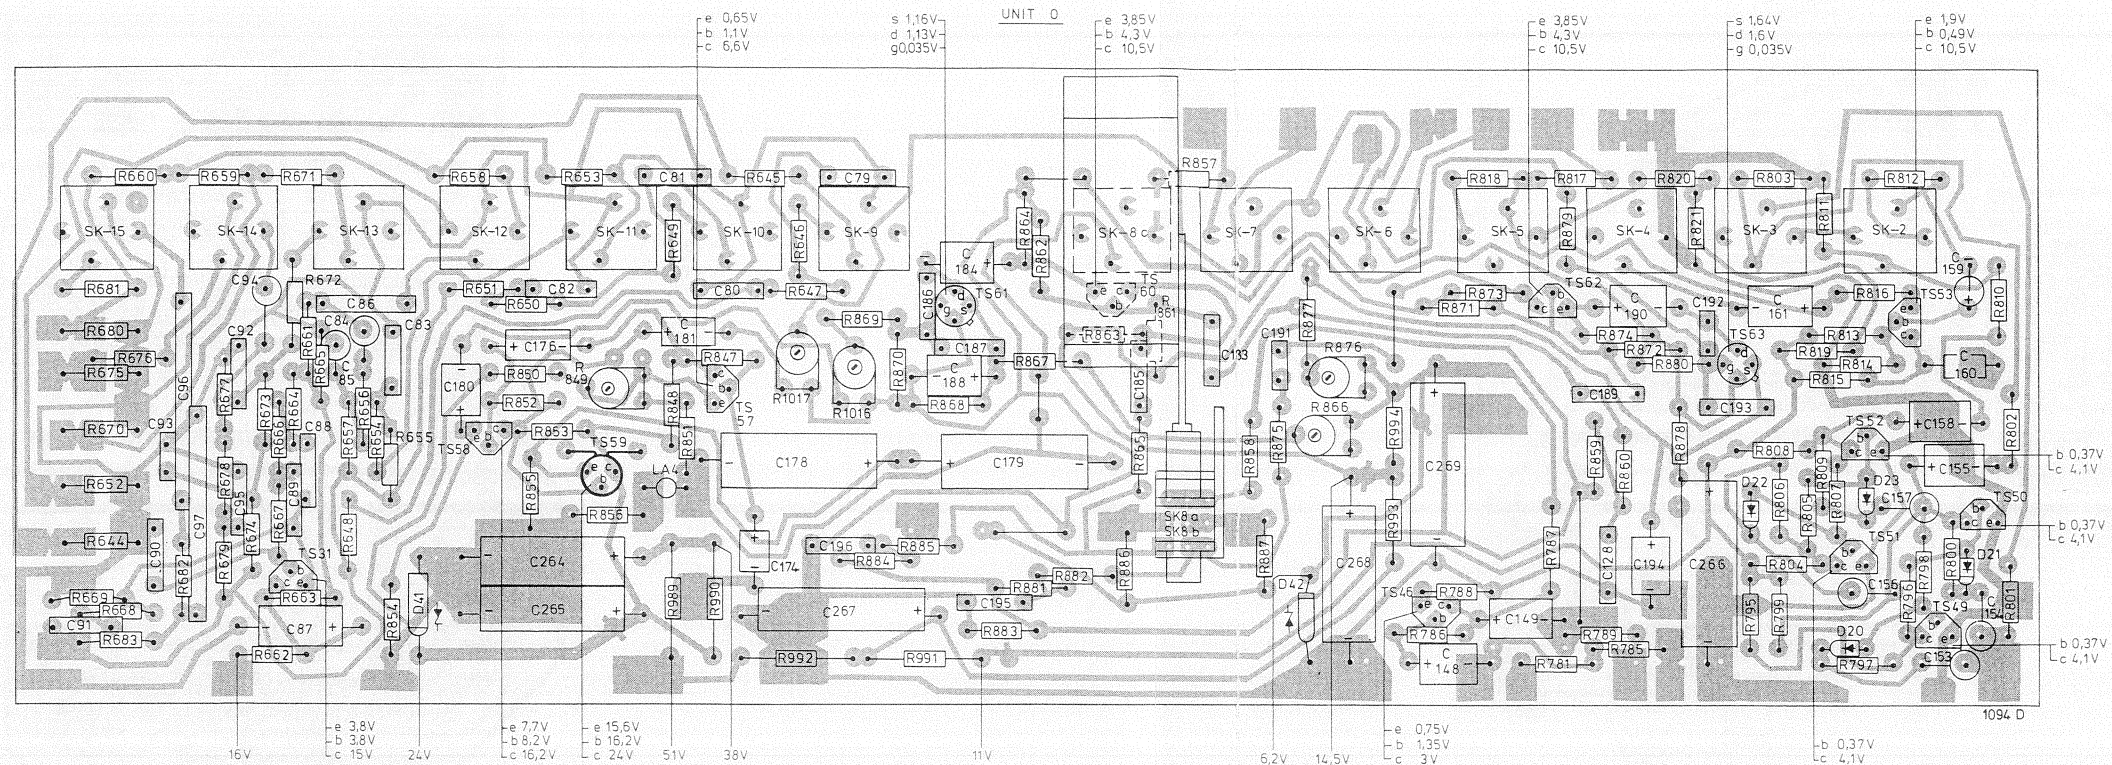 UNIT O
e 0,65V
b 1,1V
c 6,6V
s 1,16V
d 1,13V
g0,035V
e 3,85V
b 4,3V
c 10,5V
e 3,85V
b 4,3V
c 10,5V
s 1,64V
d 1,6V
g 0,035V
e 1,9V
b 0,49V
c 10,5V
R660 R659 R671 R658 R653 C81 R645 C79 R857 R818 R817 R820 R803 R812
SK-15 SK-14 SK-13 SK-12 SK-11 R649 SK-10 R646 SK-9 R864 R862 SK-8c SK-7 SK-6 SK-5 R879 SK-4 R821 SK-3 R811 SK-2
R681 C94 R672 C86 R651 R650 C82 C80 R647 C184 C186 TS61 d g s TS60 e c b R861 R877 R873 R871 TS62 b c e C190 C192 C161 R816 TS53 e b c C159 R810
R680 C92 R661 C84 C83 C176 C181 R869 C187 R863 C133 C191 R874 TS63 d g s R813
R676 R675 R677 R665 C85 C180 R850 R849 R847 R1017 R1016 R870 C188 R867 C185 R876 R872 R880 R819 R814 R815 C160
C96 C93 R673 R664 R656 R852 R848 TS57 c b e R868 R866 R994 C269 C189 C193 C158 R802
R670 R666 C88 R657 R654 R655 TS58 e b c R853 TS59 e c b R851 C178 C179 R865 R858 R875 R859 R860 R878 R808 R809 TS52 b c e C155
b 0,37V
c 4,1V
R652 R678 C95 C89 R855 LA4 D22 R806 R805 R807 D23 C157 TS50 b c e
R644 C90 C97 R674 R667 R648 R856 SK8a SK8b R993 R767
b 0,37V
c 4,1V
R682 R679 TS31 b c e C264 C174 C196 R885 R884 R886 R887 C268 C128 C194 C266 R804 TS51 b c e R798 R800 D21
R669 R668 R663 R854 D41 C265 R989 R990 C267 R882 R881 C195 D42 TS46 e c b R788 C149 R795 R799 C156 R796 TS49 b c e C154 R801
C91 R683 C87 R883 R786 R789 R785 D20
b 0,37V
c 4,1V
R662 R992 R991 C148 R781 R797 C153
1094 D
16V
e 3,8V
b 3,8V
c 15V
24V
e 7,7V
b 8,2V
c 16,2V
e 15,6V
b 16,2V
c 24V
51V
38V
11V
6,2V
14,5V
e 0,75V
b 1,35V
c 3V
b 0,37V
c 4,1V